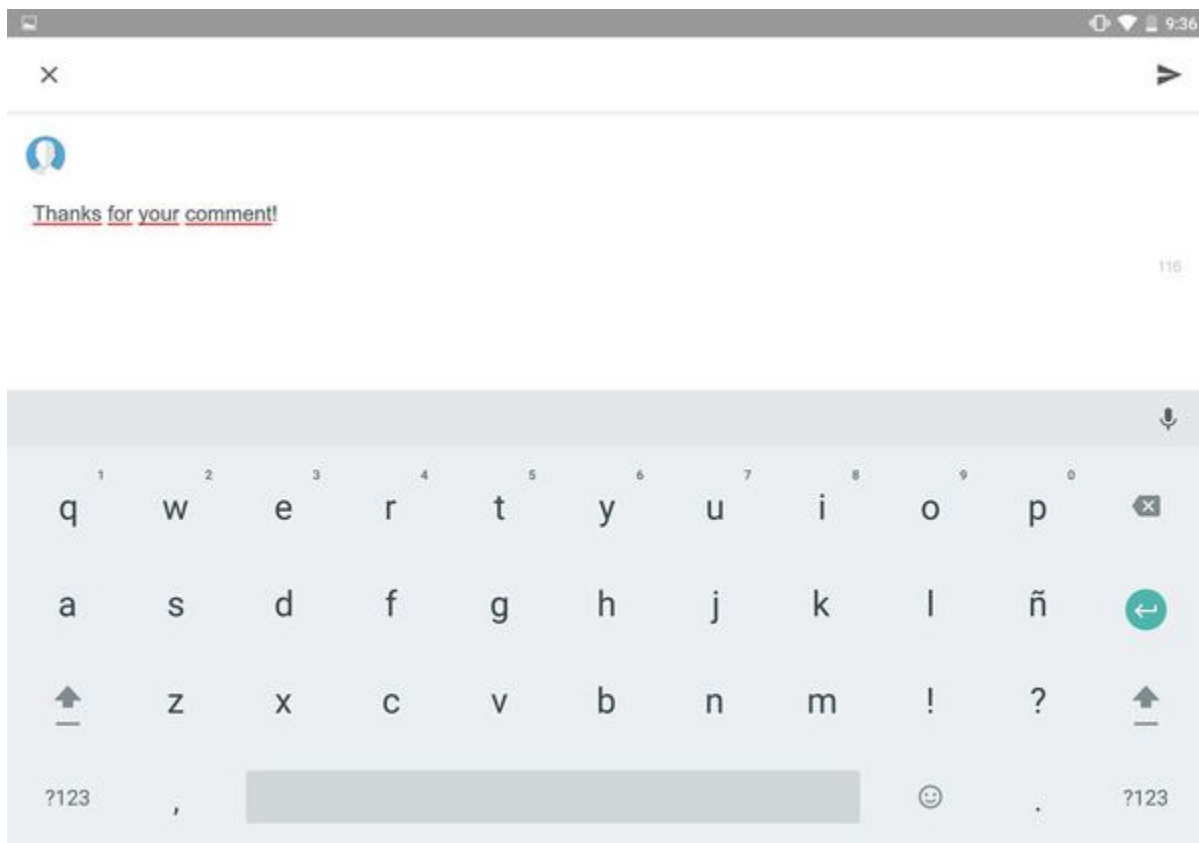 9:36
Thanks for your comment!
116
1 2 3 4 5 6 7 8 9 0
q w e r t y u i o p
a s d f g h j k l ñ
z x c v b n m ! ?
?123 , . ?123